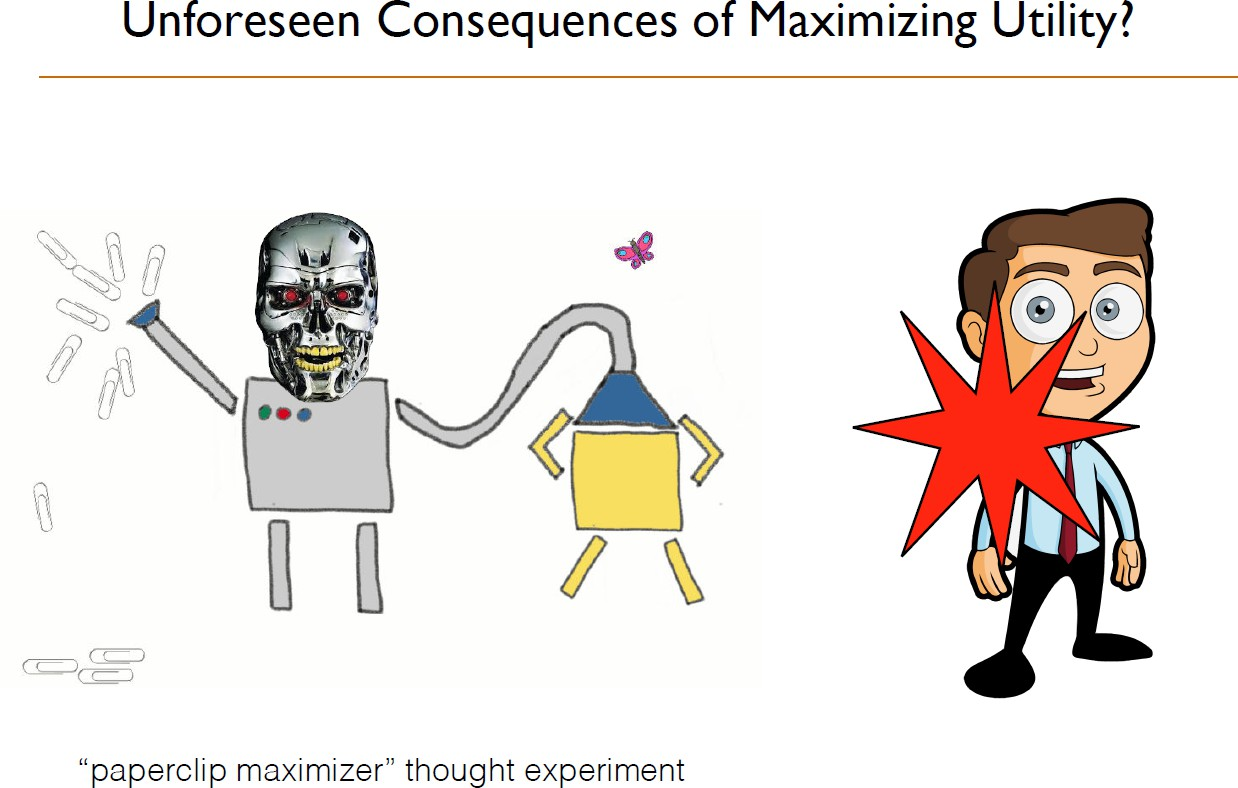 Unforeseen Consequences of Maximizing Utility?
“paperclip maximizer” thought experiment